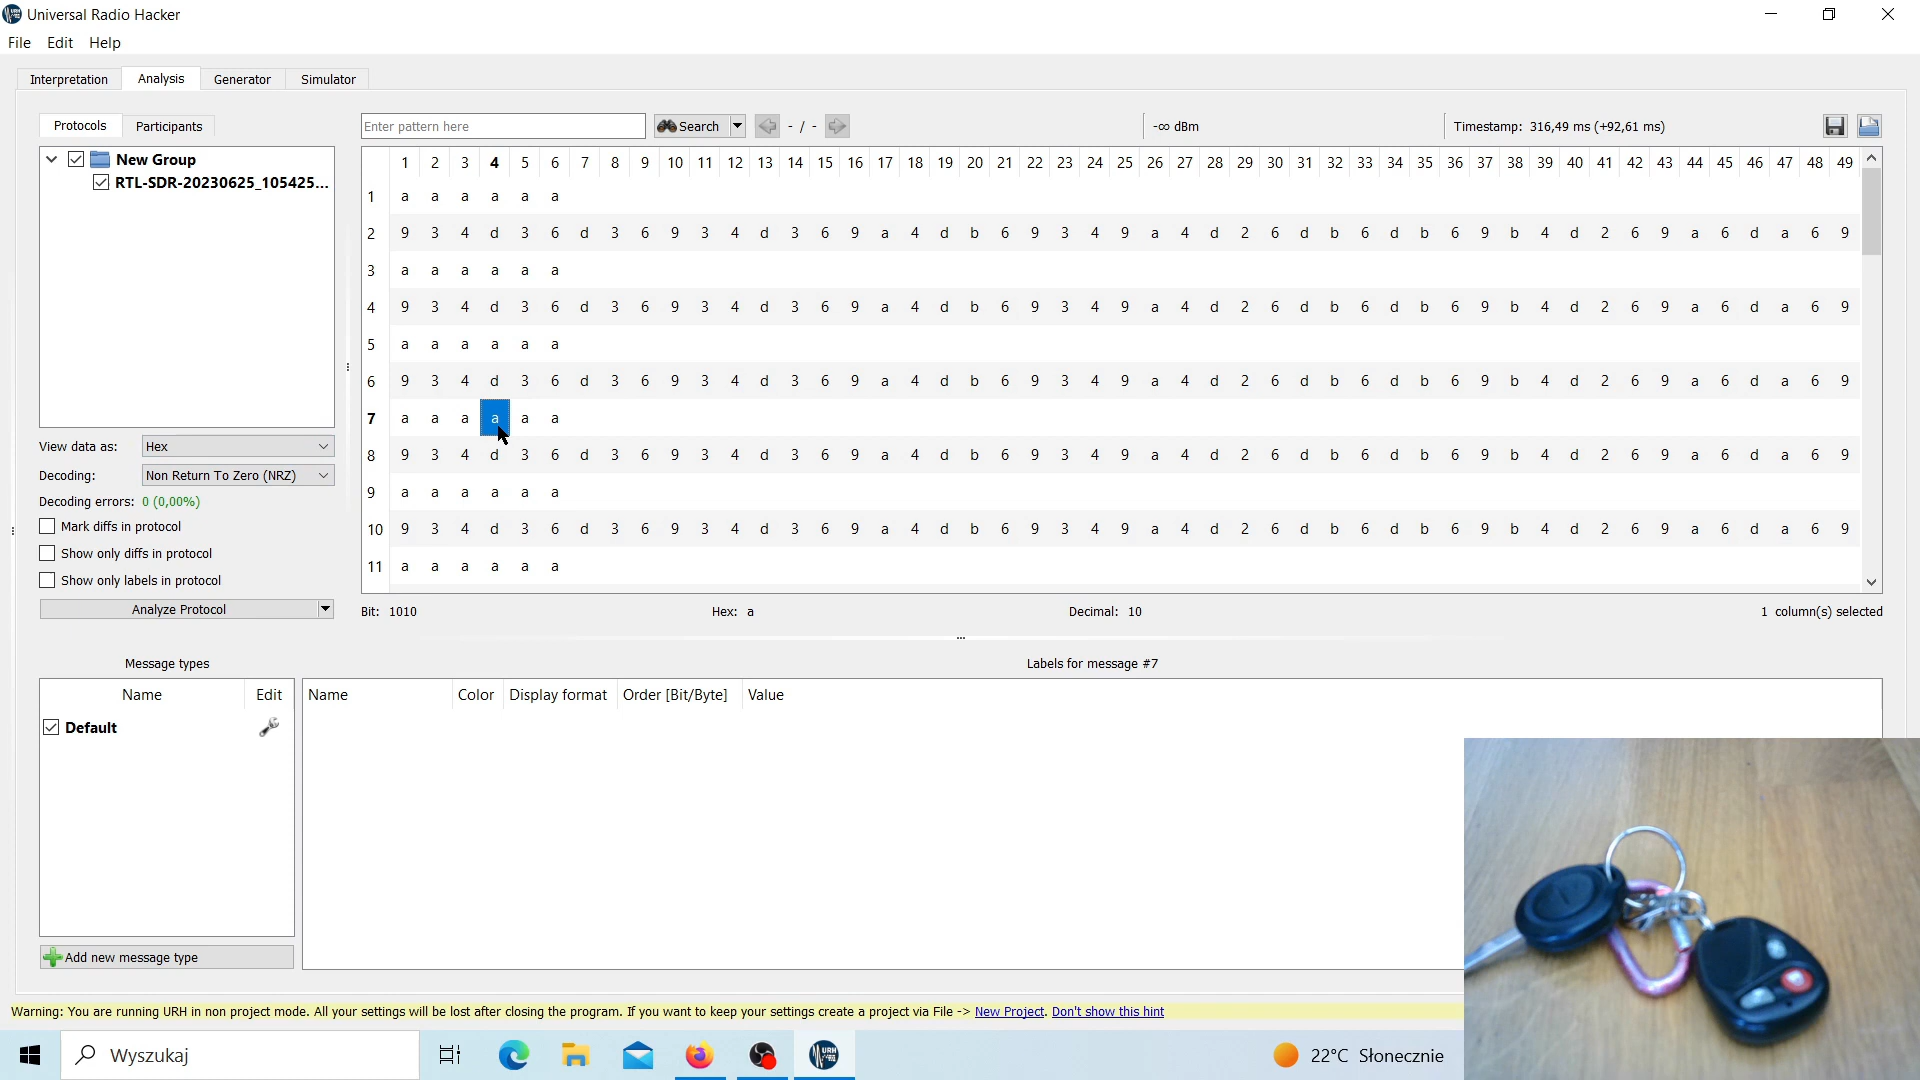 Universal Radio Hacker
File Edit Help
Interpretation Analysis Generator Simulator
Protocols Participants
Enter pattern here Search - / - -∞ dBm Timestamp: 316,49 ms (+92,61 ms)
New Group
RTL-SDR-20230625_105425...
1 2 3 4 5 6 7 8 9 10 11 12 13 14 15 16 17 18 19 20 21 22 23 24 25 26 27 28 29 30 31 32 33 34 35 36 37 38 39 40 41 42 43 44 45 46 47 48 49
1 a a a a a a
2 9 3 4 d 3 6 d 3 6 9 3 4 d 3 6 9 a 4 d b 6 9 3 4 9 a 4 d 2 6 d b 6 d b 6 9 b 4 d 2 6 9 a 6 d a 6 9
3 a a a a a a
4 9 3 4 d 3 6 d 3 6 9 3 4 d 3 6 9 a 4 d b 6 9 3 4 9 a 4 d 2 6 d b 6 d b 6 9 b 4 d 2 6 9 a 6 d a 6 9
5 a a a a a a
6 9 3 4 d 3 6 d 3 6 9 3 4 d 3 6 9 a 4 d b 6 9 3 4 9 a 4 d 2 6 d b 6 d b 6 9 b 4 d 2 6 9 a 6 d a 6 9
7 a a a a a a
8 9 3 4 d 3 6 d 3 6 9 3 4 d 3 6 9 a 4 d b 6 9 3 4 9 a 4 d 2 6 d b 6 d b 6 9 b 4 d 2 6 9 a 6 d a 6 9
9 a a a a a a
10 9 3 4 d 3 6 d 3 6 9 3 4 d 3 6 9 a 4 d b 6 9 3 4 9 a 4 d 2 6 d b 6 d b 6 9 b 4 d 2 6 9 a 6 d a 6 9
11 a a a a a a
View data as: Hex
Decoding: Non Return To Zero (NRZ)
Decoding errors: 0 (0,00%)
Mark diffs in protocol
Show only diffs in protocol
Show only labels in protocol
Analyze Protocol
Bit: 1010 Hex: a Decimal: 10 1 column(s) selected
Message types
Name Edit
Default
Add new message type
Labels for message #7
Name Color Display format Order [Bit/Byte] Value
Warning: You are running URH in non project mode. All your settings will be lost after closing the program. If you want to keep your settings create a project via File -> New Project. Don't show this hint
Wyszukaj URH 22°C Słonecznie